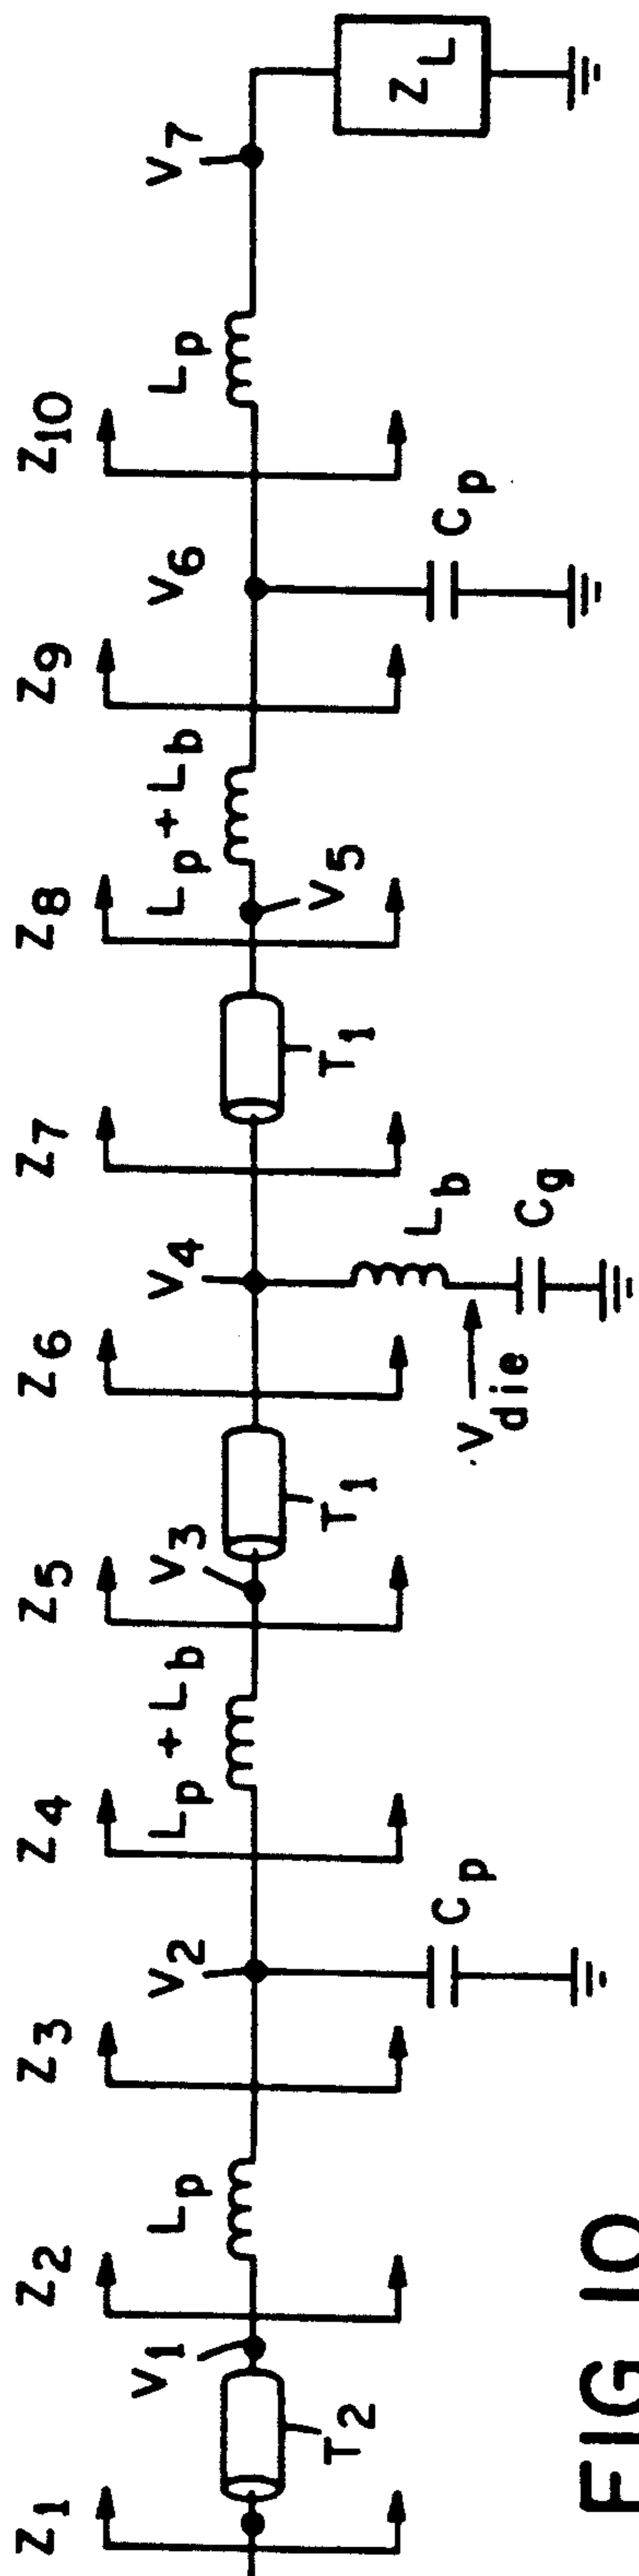 Z1 Z2 Z3 Z4 Z5 Z6 Z7 Z8 Z9 Z10
V1 Lp V2 Lp + Lb V3 V4 Lp + Lb V6 Lp V7
T2 T1 T1 V5 ZL
Cp Lb Cp
Vdie Cg
FIG 10